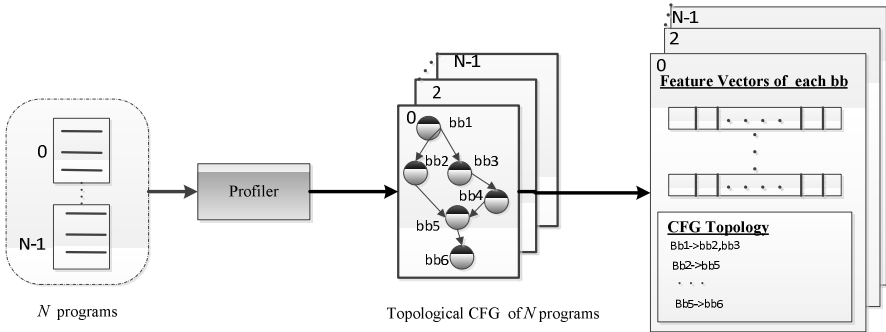 0
N-1
N programs
Profiler
N-1
2
0
bb1
bb2
bb3
bb4
bb5
bb6
Topological CFG of N programs
N-1
2
0
Feature Vectors of each bb
CFG Topology
Bb1->bb2,bb3
Bb2->bb5
. . .
Bb5->bb6